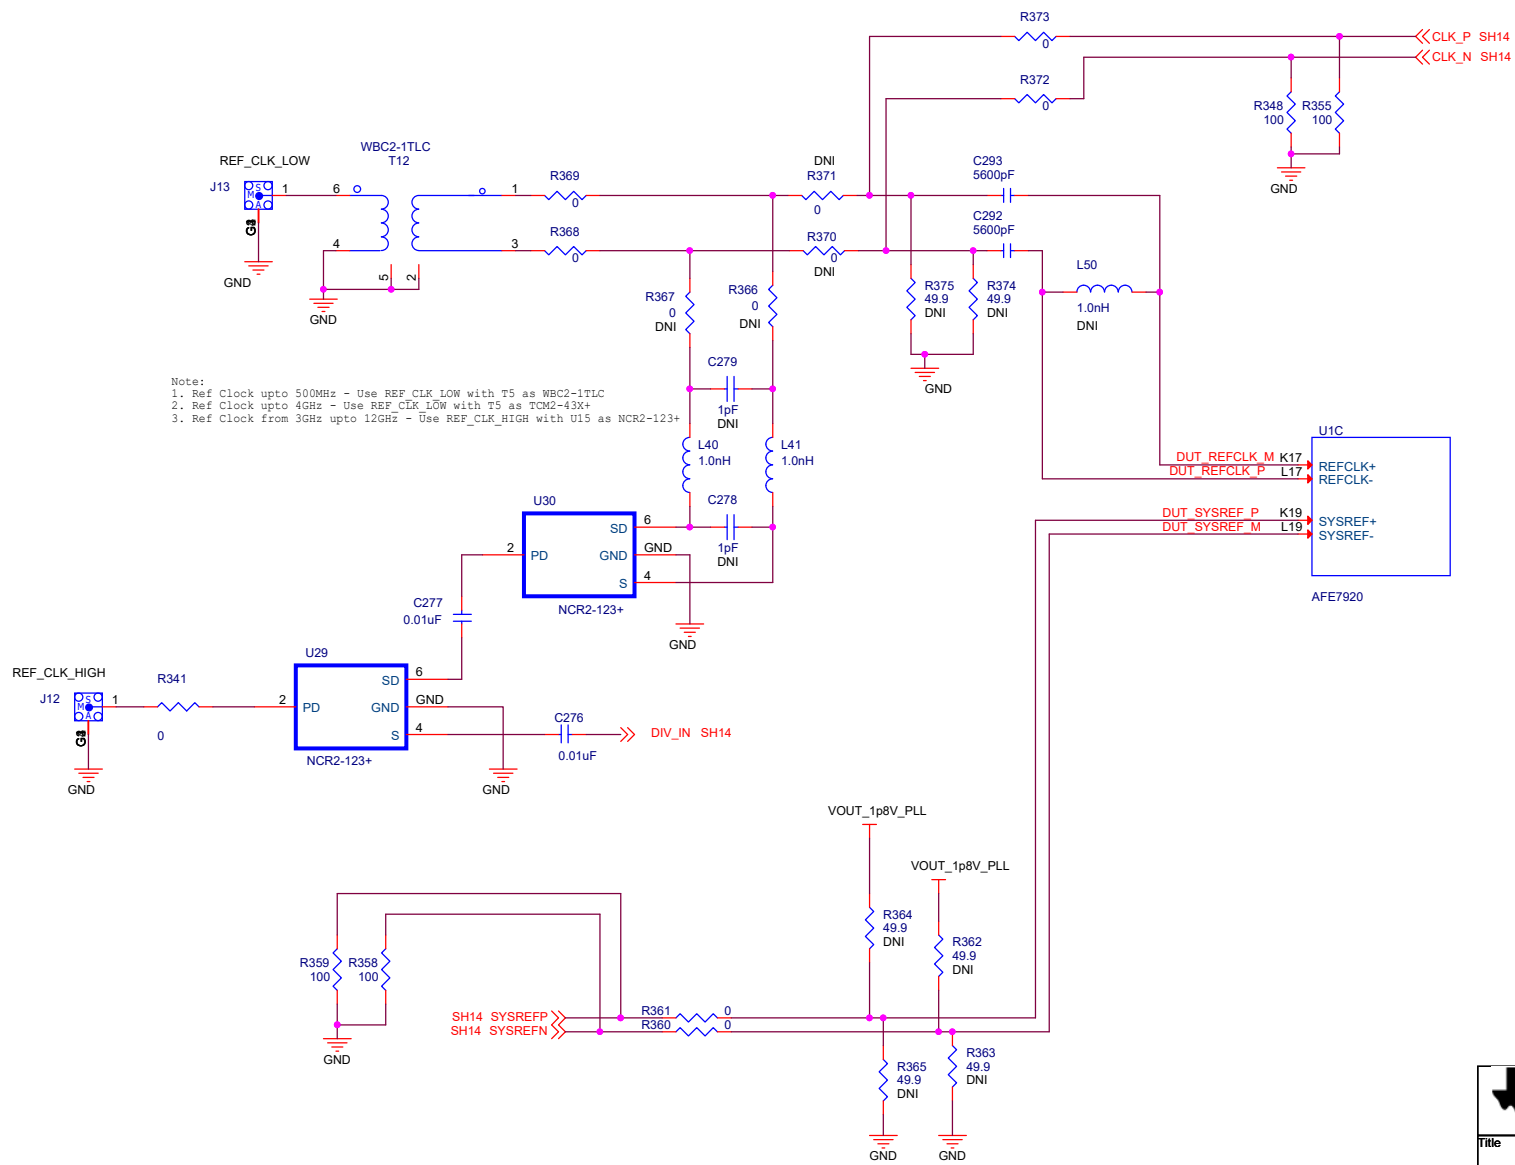 R373
0
CLK_P SH14
CLK_N SH14
R372
0
R348
100
R355
100
GND
WBC2-1TLC
T12
REF_CLK_LOW
J13
S
M
A
1
6
4
5
2
1
3
GND
GND
R369
0
R368
0
DNI
R371
0
R370
0
DNI
C293
5600pF
C292
5600pF
L50
1.0nH
DNI
R375
49.9
DNI
R374
49.9
DNI
GND
R367
0
DNI
R366
0
DNI
C279
1pF
DNI
Note:
1. Ref Clock upto 500MHz - Use REF_CLK_LOW with T5 as WBC2-1TLC
2. Ref Clock upto 4GHz - Use REF_CLK_LOW with T5 as TCM2-43X+
3. Ref Clock from 3GHz upto 12GHz - Use REF_CLK_HIGH with U15 as NCR2-123+
L40
1.0nH
L41
1.0nH
C278
1pF
DNI
U1C
DUT_REFCLK_M K17
REFCLK+
DUT_REFCLK_P L17
REFCLK-
DUT_SYSREF_P K19
SYSREF+
DUT_SYSREF_M L19
SYSREF-
AFE7920
U30
2
PD
SD
6
GND
GND
S
4
NCR2-123+
GND
C277
0.01uF
U29
REF_CLK_HIGH
J12
S
M
A
1
R341
0
2
PD
SD
6
GND
GND
S
4
NCR2-123+
GND
GND
C276
0.01uF
DIV_IN SH14
VOUT_1p8V_PLL
VOUT_1p8V_PLL
R364
49.9
DNI
R362
49.9
DNI
R359
100
R358
100
GND
SH14 SYSREFP
SH14 SYSREFN
R361
0
R360
0
R365
49.9
DNI
R363
49.9
DNI
GND
GND
Title